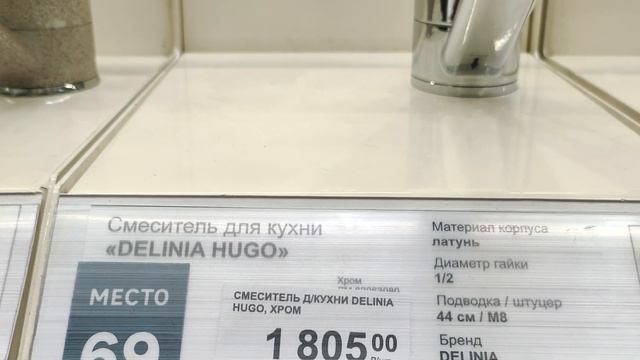 Смеситель для кухни
«DELINIA HUGO»
МЕСТО
69
Хром
СМЕСИТЕЛЬ Д/КУХНИ DELINIA
HUGO, ХРОМ
1 805 00
Материал корпуса
латунь
Диаметр гайки
1/2
Подводка / штуцер
44 см / М8
Бренд
DELINIA